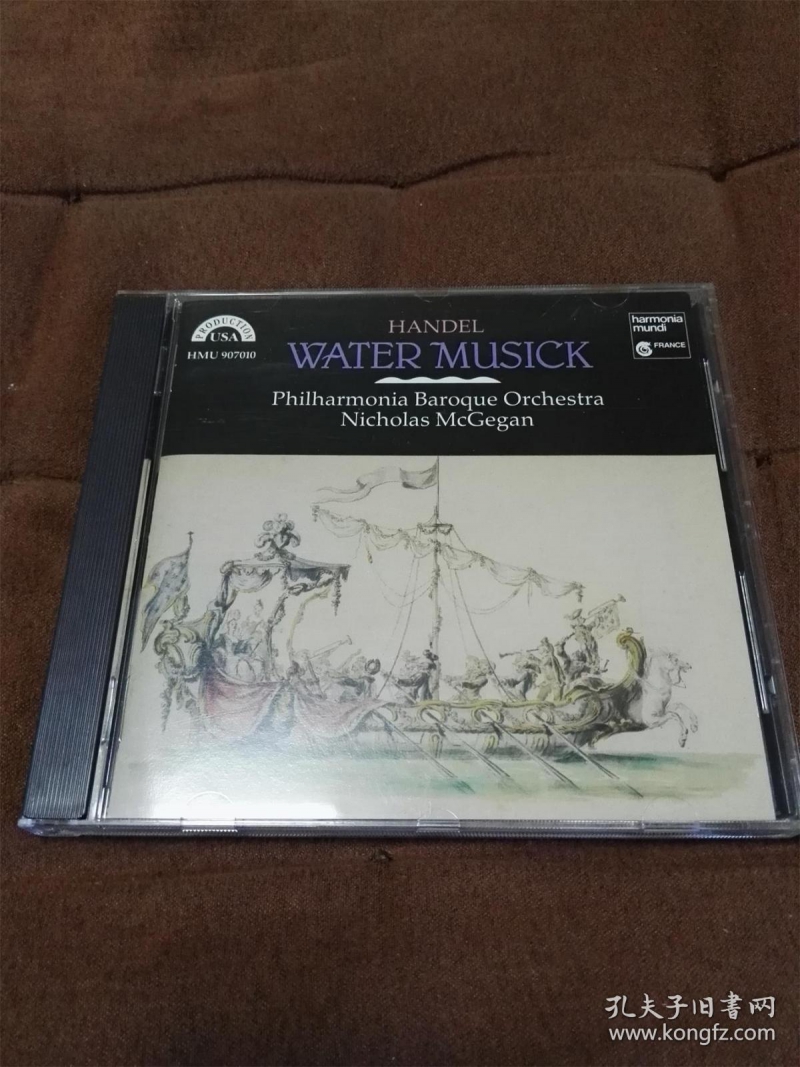 PRODUCTION
USA
HMU 907010
HANDEL
WATER MUSICK
Philharmonia Baroque Orchestra
Nicholas McGegan
harmonia
mundi
FRANCE
孔夫子旧书网
www.kongfz.com